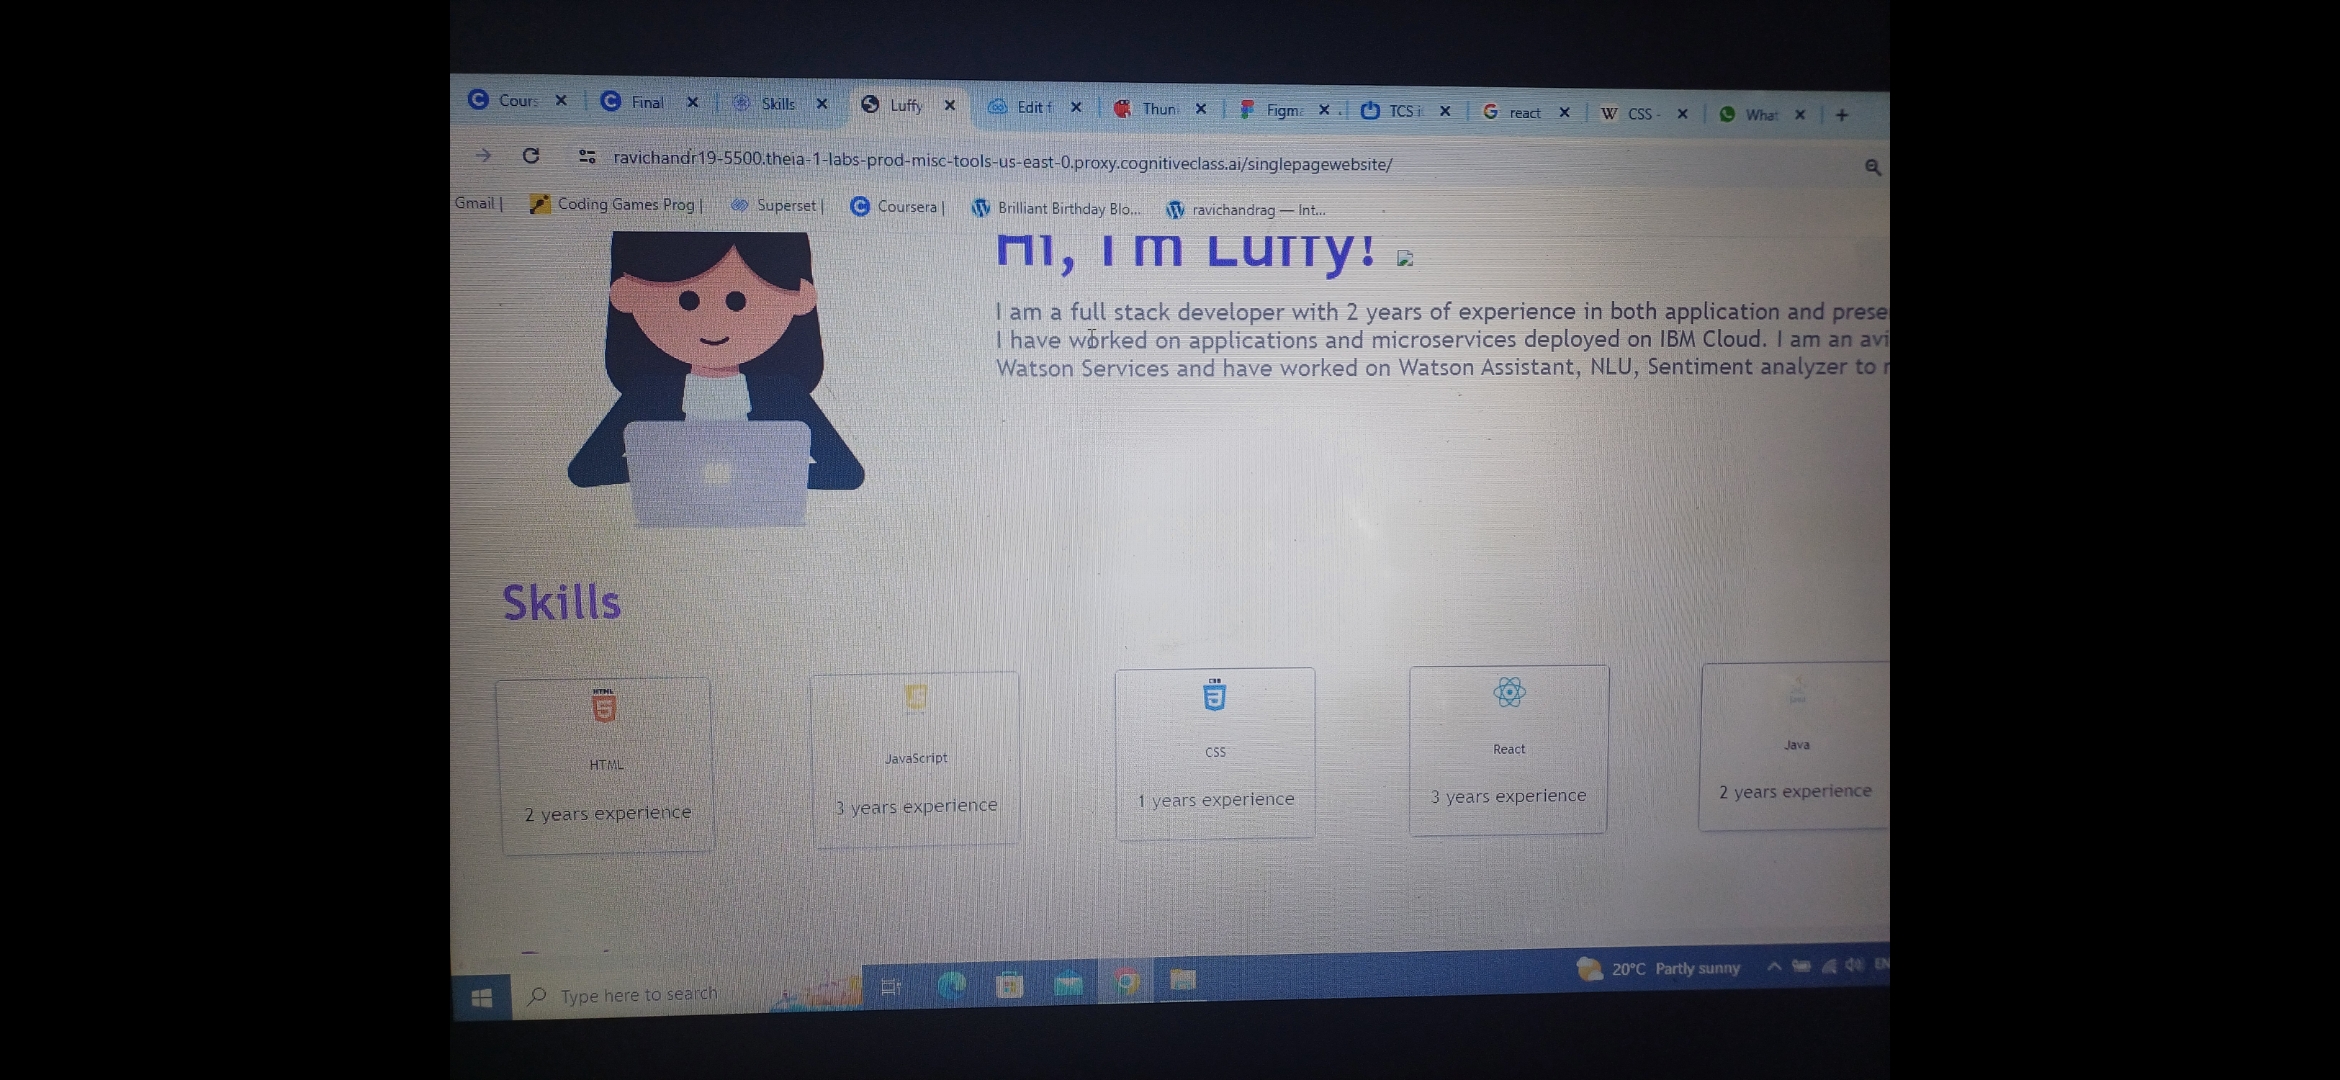 Cours
Final
Skills
Luffy
Edit f
Thun
Figm
TCS i
react
W
CSS -
What
ravichandr19-5500.theia-1-labs-prod-misc-tools-us-east-0.proxy.cognitiveclass.ai/singlepagewebsite/
Gmail |
Coding Games Prog |
Superset |
Coursera |
Brilliant Birthday Blo...
ravichandrag — Int...
Hi, I'm Luffy!
I am a full stack developer with 2 years of experience in both application and prese
I have worked on applications and microservices deployed on IBM Cloud. I am an avi
Watson Services and have worked on Watson Assistant, NLU, Sentiment analyzer to
Skills
HTML
HTML
2 years experience
JavaScript
3 years experience
CSS
CSS
1 years experience
React
3 years experience
Java
2 years experience
Type here to search
20°C Partly sunny
EN